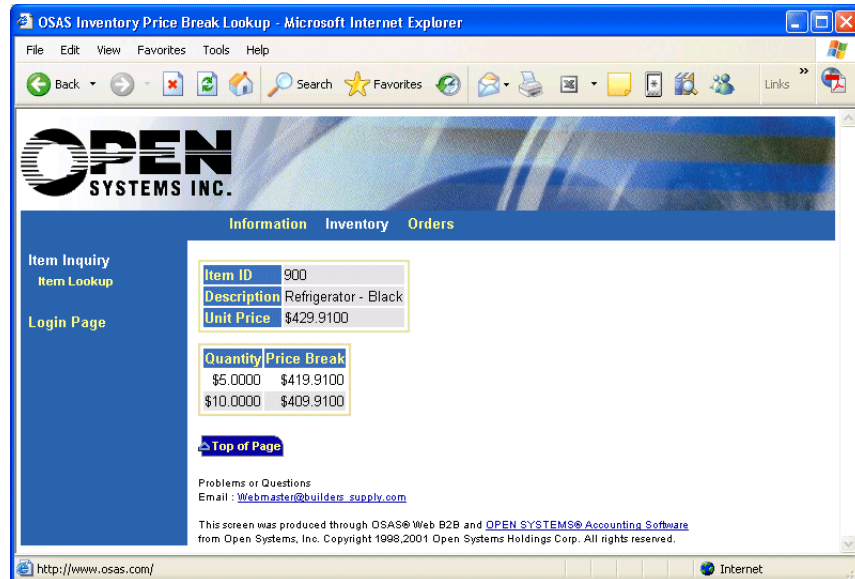 OSAS Inventory Price Break Lookup - Microsoft Internet Explorer
File Edit View Favorites Tools Help
Back Search Favorites Links »
OPEN
SYSTEMS INC.
Information Inventory Orders
Item Inquiry
Item Lookup
Login Page
Item ID 900
Description Refrigerator - Black
Unit Price $429.9100
Quantity Price Break
$5.0000 $419.9100
$10.0000 $409.9100
Top of Page
Problems or Questions
Email : Webmaster@builders_supply.com
This screen was produced through OSAS® Web B2B and OPEN SYSTEMS® Accounting Software
from Open Systems, Inc. Copyright 1998,2001 Open Systems Holdings Corp. All rights reserved.
http://www.osas.com/ Internet